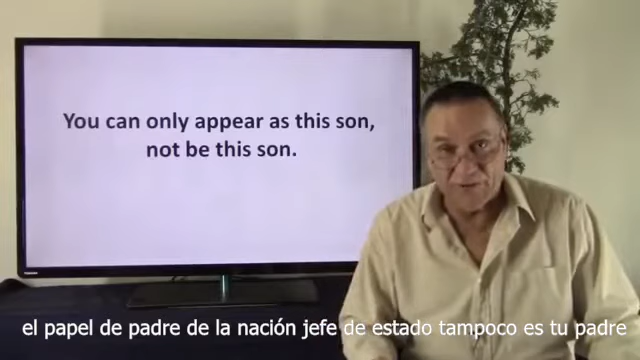 You can only appear as this son,
not be this son.
TOSHIBA
el papel de padre de la nación jefe de estado tampoco es tu padre